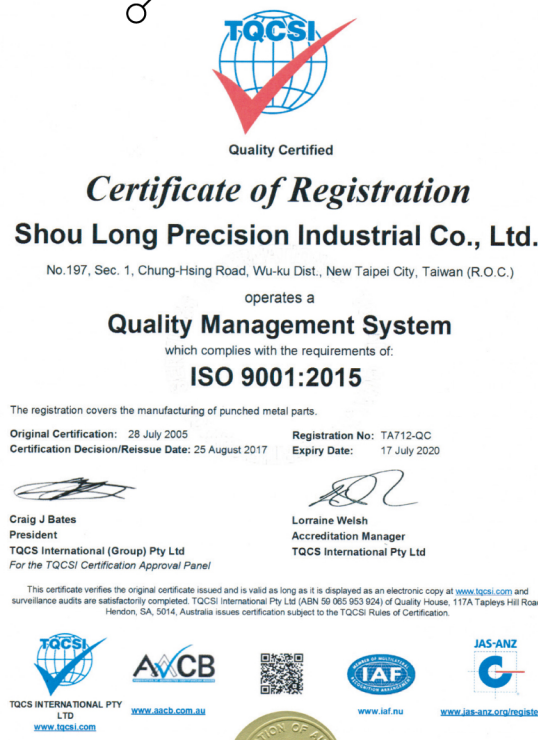 TQCSI
Quality Certified
Certificate of Registration
Shou Long Precision Industrial Co., Ltd.
No.197, Sec. 1, Chung-Hsing Road, Wu-ku Dist., New Taipei City, Taiwan (R.O.C.)
operates a
Quality Management System
which complies with the requirements of:
ISO 9001:2015
The registration covers the manufacturing of punched metal parts.
Original Certification: 28 July 2005 Registration No: TA712-QC
Certification Decision/Reissue Date: 25 August 2017 Expiry Date: 17 July 2020
Craig J Bates Lorraine Welsh
President Accreditation Manager
TQCS International (Group) Pty Ltd TQCS International Pty Ltd
For the TQCSI Certification Approval Panel
This certificate verifies the original certificate issued and is valid as long as it is displayed as an electronic copy at www.tqcsi.com and
surveillance audits are satisfactorily completed. TQCSI International Pty Ltd (ABN 59 065 953 924) of Quality House, 117A Tapleys Hill Roa
Hendon, SA, 5014, Australia issues certification subject to the TQCSI Rules of Certification.
TQCSI AWCB IAF JAS-ANZ
MEMBER OF MULTILATERAL
RECOGNITION ARRANGEMENT
TQCS INTERNATIONAL PTY
LTD
www.tqcsi.com www.aacb.com.au www.iaf.nu www.jas-anz.org/registe